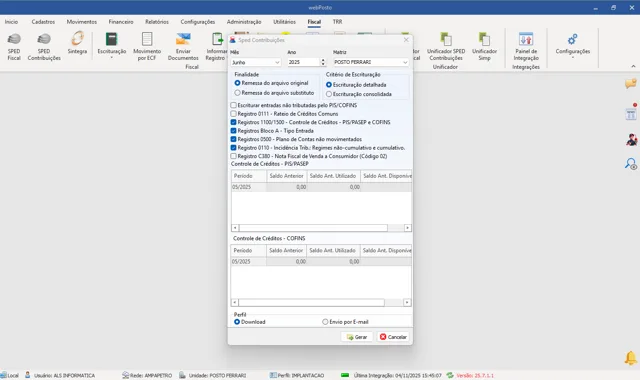 webPosto
Inicio Cadastros Movimentos Financeiro Relatórios Configurações Administração Utilitários Fiscal TRR
SPED Fiscal
SPED Contribuições
Sintegra
Escrituração
Movimento por ECF
Enviar Documentos
Informar Registr
Unificador Fiscal
Unificador SPED Contribuições
Unificador Simp
Painel de Integração
Configurações
Fiscal
Unificador
Integrações
Sped Contribuições
Mês Ano Matriz
Junho 2025 POSTO FERRARI
Finalidade
Remessa do arquivo original
Remessa do arquivo substituto
Critério de Escrituração
Escrituração detalhada
Escrituração consolidada
Escriturar entradas não tributadas pelo PIS/COFINS
Registro 0111 - Rateio de Créditos Comuns
Registros 1100/1500 - Controle de Créditos - PIS/PASEP e COFINS
Registros Bloco A - Tipo Entrada
Registros 0500 - Plano de Contas não movimentados
Registro 0110 - Incidência Trib.: Regimes não-cumulativo e cumulativo.
Registro C380 - Nota Fiscal de Venda a Consumidor (Código 02)
Controle de Créditos - PIS/PASEP
Período Saldo Anterior Saldo Ant. Utilizado Saldo Ant. Disponíve
05/2025 0,00 0,00
Controle de Créditos - COFINS
Período Saldo Anterior Saldo Ant. Utilizado Saldo Ant. Disponíve
05/2025 0,00 0,00
Perfil
Download Envio por E-mail
Gerar Cancelar
Local Usuário: ALS INFORMATICA Rede: AMPAPETRO Unidade: POSTO FERRARI Perfil: IMPLANTACAO Última Integração: 04/11/2025 15:45:07 Versão: 25.7.1.1